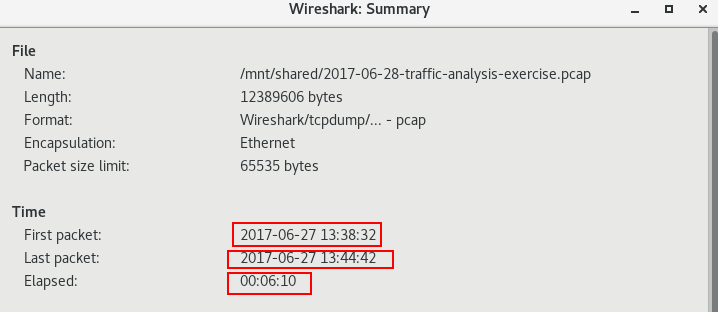 Wireshark: Summary
File
Name: /mnt/shared/2017-06-28-traffic-analysis-exercise.pcap
Length: 12389606 bytes
Format: Wireshark/tcpdump/... - pcap
Encapsulation: Ethernet
Packet size limit: 65535 bytes
Time
First packet: 2017-06-27 13:38:32
Last packet: 2017-06-27 13:44:42
Elapsed: 00:06:10